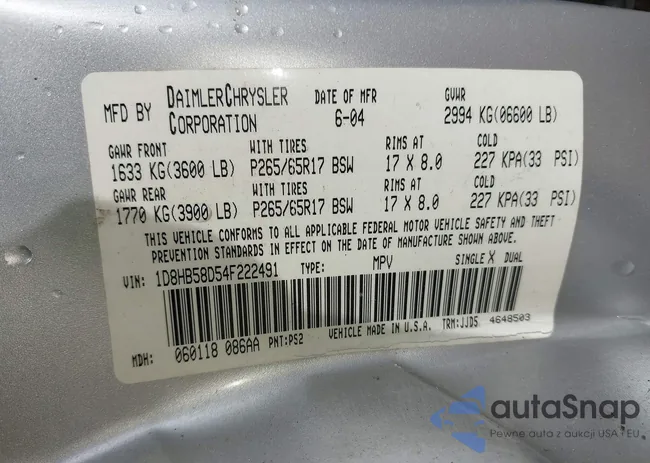 MFD BY DAIMLERCHRYSLER CORPORATION DATE OF MFR 6-04 GVWR 2994 KG(06600 LB)
GAWR FRONT WITH TIRES RIMS AT COLD
1633 KG(3600 LB) P265/65R17 BSW 17 X 8.0 227 KPA(33 PSI)
GAWR REAR WITH TIRES RIMS AT COLD
1770 KG(3900 LB) P265/65R17 BSW 17 X 8.0 227 KPA(33 PSI)
THIS VEHICLE CONFORMS TO ALL APPLICABLE FEDERAL MOTOR VEHICLE SAFETY AND THEFT
PREVENTION STANDARDS IN EFFECT ON THE DATE OF MANUFACTURE SHOWN ABOVE.
VIN: 1D8HB58D54F222491 TYPE: MPV SINGLE X DUAL
MDH: 060118 086AA PNT:PS2 VEHICLE MADE IN U.S.A. TRM:JJD5 4648503
autaSnap
Pewne auta z aukcji USA i EU